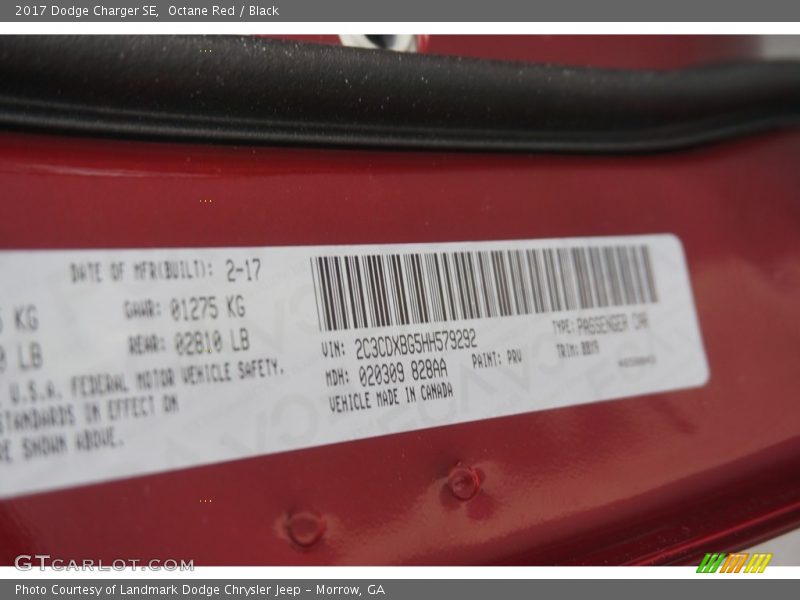 2017 Dodge Charger SE, Octane Red / Black
DATE OF MFR(BUILT): 2-17
KG GAWR: 01275 KG
LB REAR: 02810 LB
U.S.A. FEDERAL MOTOR VEHICLE SAFETY.
STANDARDS IN EFFECT ON
SHOWN ABOVE.
VIN: 2C3CDXBG5HH579292
TYPE: PASSENGER CAR
MDH: 020309 828AA
PAINT: PRV
TRIM:
VEHICLE MADE IN CANADA
GTCarLot.com
Photo Courtesy of Landmark Dodge Chrysler Jeep - Morrow, GA